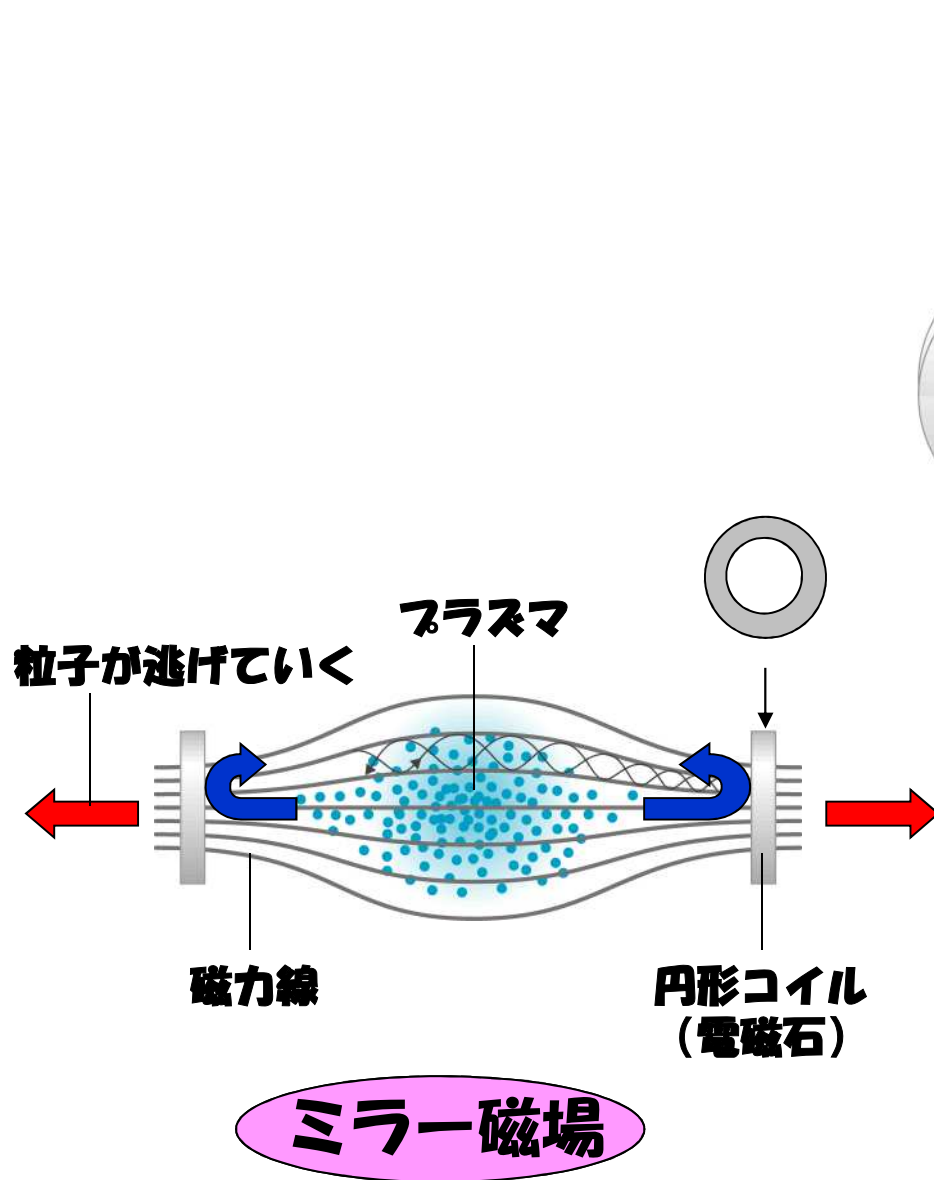 プラズマ
粒子が逃げていく
磁力線
円形コイル
（電磁石）
ミラー磁場